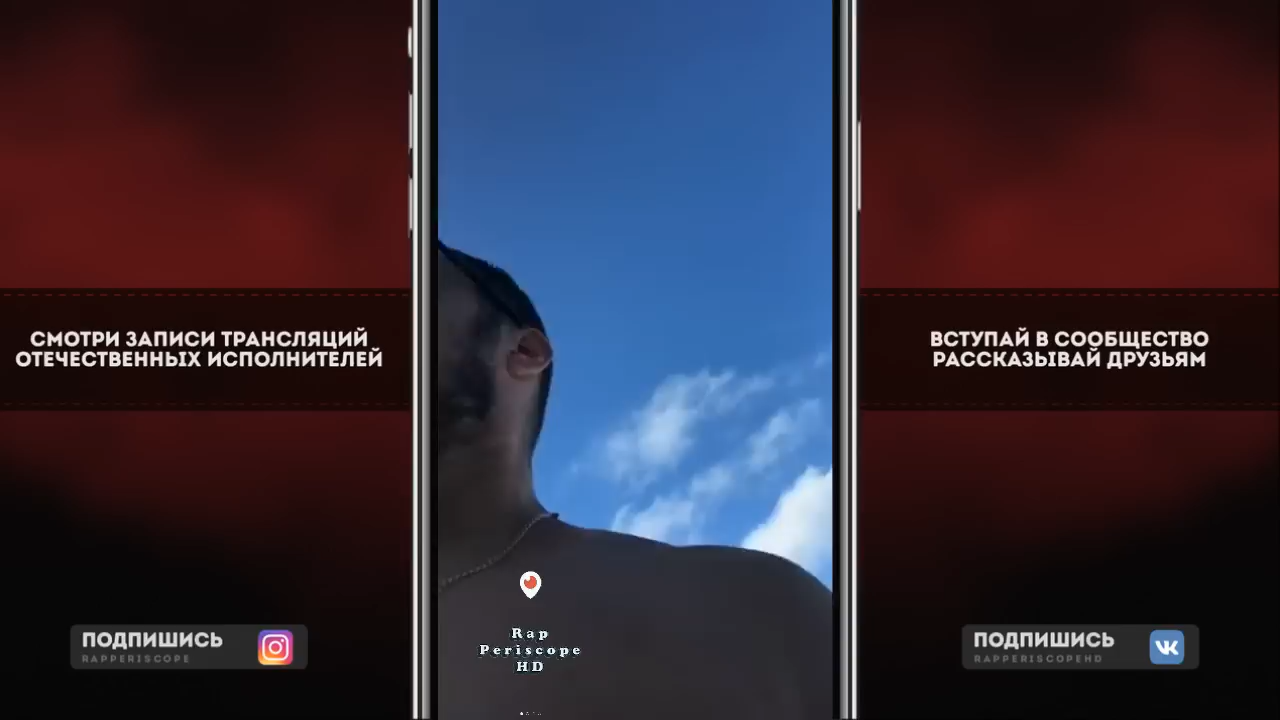 СМОТРИ ЗАПИСИ ТРАНСЛЯЦИЙ
ОТЕЧЕСТВЕННЫХ ИСПОЛНИТЕЛЕЙ
ВСТУПАЙ В СООБЩЕСТВО
РАССКАЗЫВАЙ ДРУЗЬЯМ
Rap
Periscope
HD
ПОДПИШИСЬ
RAPPERISCOPE
ПОДПИШИСЬ
RAPPERISCOPEHD